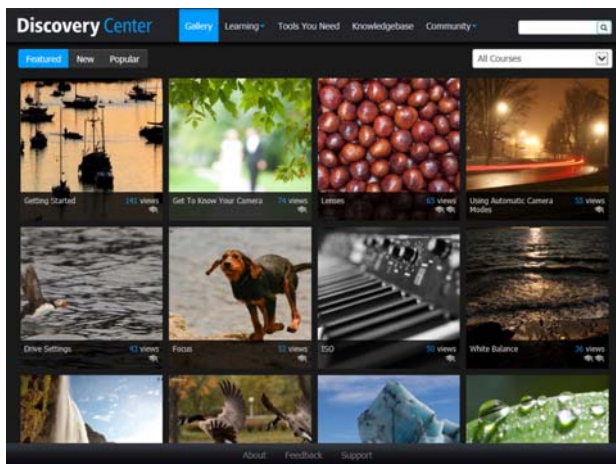 Discovery Center
Gallery Learning Tools You Need Knowledgebase Community
Featured New Popular
All Courses
Getting Started 141 views
Get To Know Your Camera 74 views
Lenses 65 views
Using Automatic Camera 55 views
Modes
Drive Settings 43 views
Focus views
ISO 50 views
White Balance 36 views
About Feedback Support